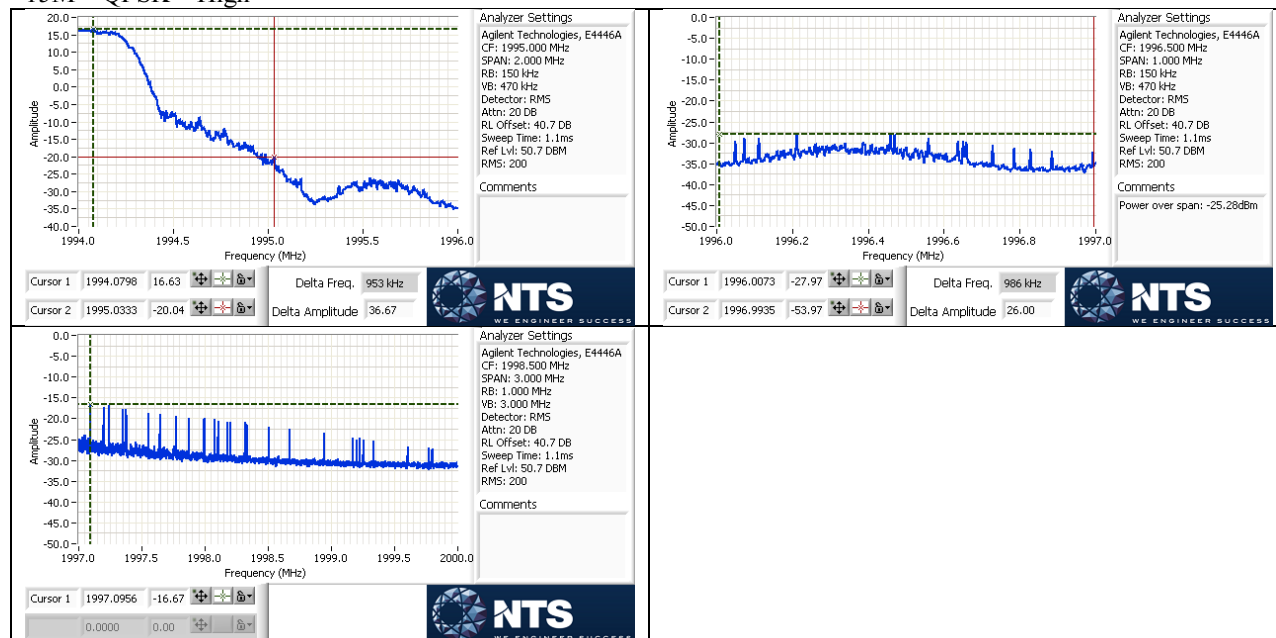 20.0
15.0
10.0
5.0
0.0
-5.0
-10.0
-15.0
-20.0
-25.0
-30.0
-35.0
-40.0
Amplitude
1994.0 1994.5 1995.0 1995.5 1996.0
Frequency (MHz)
Analyzer Settings
Agilent Technologies, E4446A
CF: 1995.000 MHz
SPAN: 2.000 MHz
RB: 150 kHz
VB: 470 kHz
Detector: RMS
Attn: 20 DB
RL Offset: 40.7 DB
Sweep Time: 1.1ms
Ref Lvl: 50.7 DBM
RMS: 200
Comments
Cursor 1 1994.0798 16.63
Cursor 2 1995.0333 -20.04
Delta Freq. 953 kHz
Delta Amplitude 36.67
NTS
WE ENGINEER SUCCESS
0.0
-5.0
-10.0
-15.0
-20.0
-25.0
-30.0
-35.0
-40.0
-45.0
-50.0
Amplitude
1996.0 1996.2 1996.4 1996.6 1996.8 1997.0
Frequency (MHz)
Analyzer Settings
Agilent Technologies, E4446A
CF: 1996.500 MHz
SPAN: 1.000 MHz
RB: 150 kHz
VB: 470 kHz
Detector: RMS
Attn: 20 DB
RL Offset: 40.7 DB
Sweep Time: 1.1ms
Ref Lvl: 50.7 DBM
RMS: 200
Comments
Power over span: -25.28dBm
Cursor 1 1996.0073 -27.97
Cursor 2 1996.9935 -53.97
Delta Freq. 986 kHz
Delta Amplitude 26.00
NTS
WE ENGINEER SUCCESS
0.0
-5.0
-10.0
-15.0
-20.0
-25.0
-30.0
-35.0
-40.0
-45.0
-50.0
Amplitude
1997.0 1997.5 1998.0 1998.5 1999.0 1999.5 2000.0
Frequency (MHz)
Analyzer Settings
Agilent Technologies, E4446A
CF: 1998.500 MHz
SPAN: 3.000 MHz
RB: 1.000 MHz
VB: 3.000 MHz
Detector: RMS
Attn: 20 DB
RL Offset: 40.7 DB
Sweep Time: 1.1ms
Ref Lvl: 50.7 DBM
RMS: 200
Comments
Cursor 1 1997.0956 -16.67
0.0000 0.00
NTS